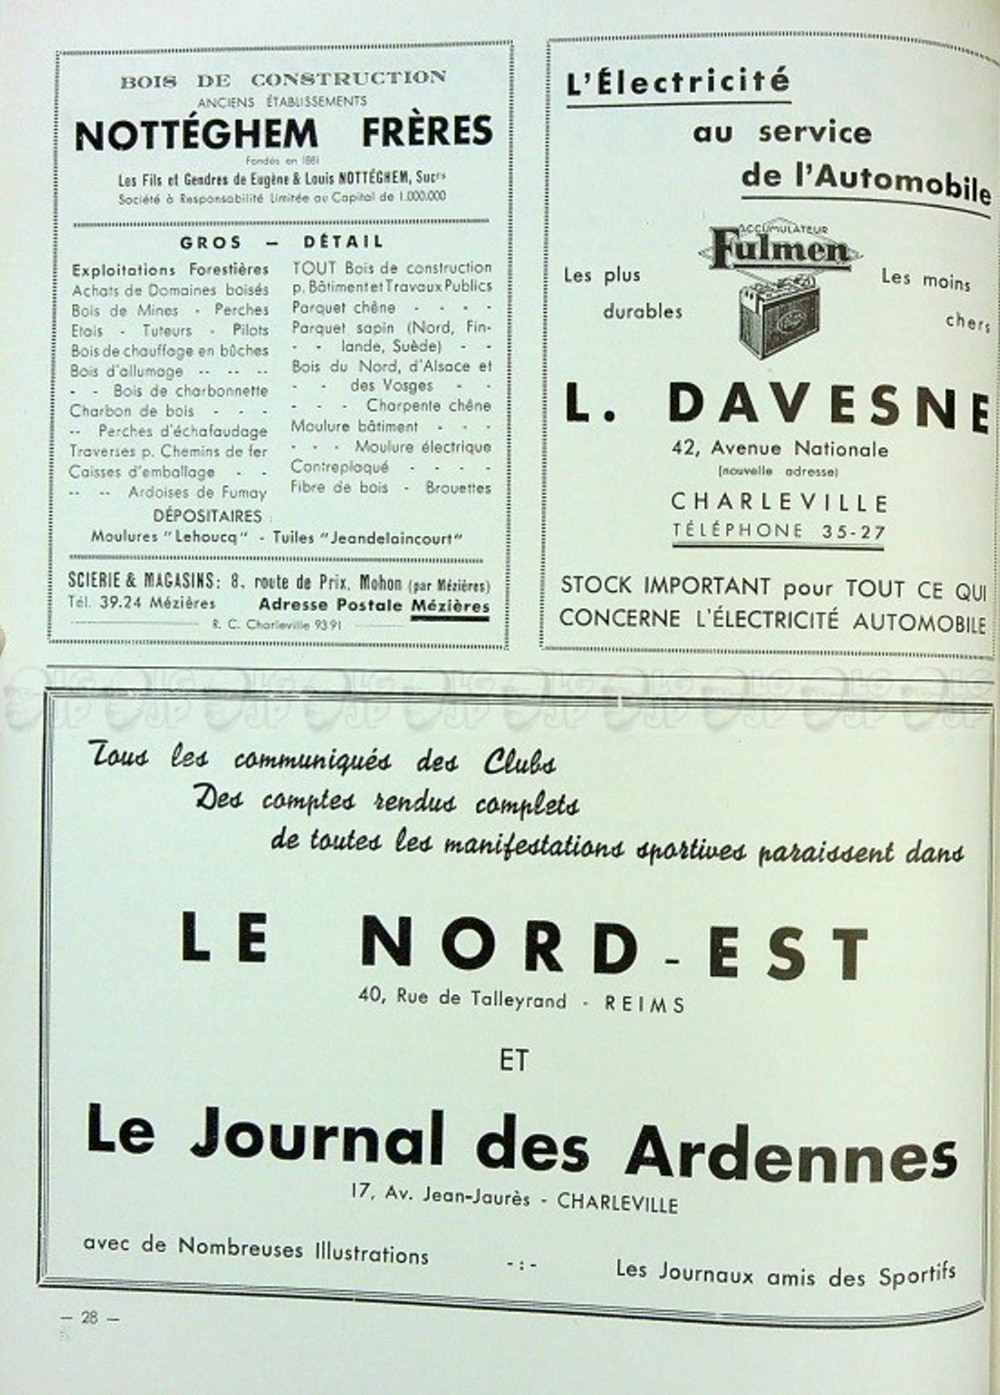 BOIS DE CONSTRUCTION
ANCIENS ÉTABLISSEMENTS
NOTTÉGHEM FRÈRES
Fondés en 1881
Les Fils et Gendres de Eugène & Louis NOTTÉGHEM, Sucrs
Société à Responsabilité Limitée au Capital de 1.000.000
GROS - DÉTAIL
Exploitations Forestières
Achats de Domaines boisés
Bois de Mines - Perches
Etais - Tuteurs - Pilots
Bois de chauffage en bûches
Bois d'allumage -- -- --
- - Bois de charbonnette
Charbon de bois - - -
-- Perches d'échafaudage
Traverses p. Chemins de fer
Caisses d'emballage - -
-- -- Ardoises de Fumay
TOUT Bois de construction
p. Bâtiment et Travaux Publics
Parquet chêne - - - -
Parquet sapin (Nord, Fin-
- - lande, Suède) - -
Bois du Nord, d'Alsace et
- - des Vosges - -
- - - Charpente chêne
Moulure bâtiment - - -
- - - Moulure électrique
Contreplaqué - - - -
Fibre de bois - Brouettes
DÉPOSITAIRES :
Moulures "Lehoucq" - Tuiles "Jeandelaincourt"
SCIERIE & MAGASINS : 8, route de Prix, Mohon (par Mézières)
Tél. 39.24 Mézières Adresse Postale Mézières
R. C. Charleville 9391
L'Électricité
au service
de l'Automobile
ACCUMULATEUR
Fulmen
Les plus
durables
Les moins
chers
L. DAVESNE
42, Avenue Nationale
(nouvelle adresse)
CHARLEVILLE
TÉLÉPHONE 35-27
STOCK IMPORTANT pour TOUT CE QUI
CONCERNE L'ÉLECTRICITÉ AUTOMOBILE
Tous les communiqués des Clubs
Des comptes rendus complets
de toutes les manifestations sportives paraissent dans
LE NORD-EST
40, Rue de Talleyrand - REIMS
ET
Le Journal des Ardennes
17, Av. Jean-Jaurès - CHARLEVILLE
avec de Nombreuses Illustrations -:- Les Journaux amis des Sportifs
— 28 —